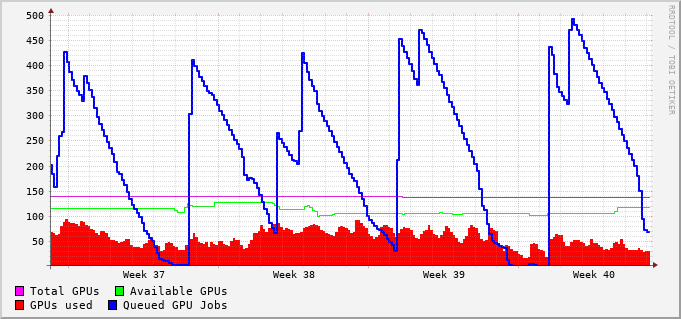 500
450
400
350
300
250
200
150
100
50
Week 37 Week 38 Week 39 Week 40
Total GPUs Available GPUs
GPUs used Queued GPU Jobs
RRDTOOL / TOBI OETIKER